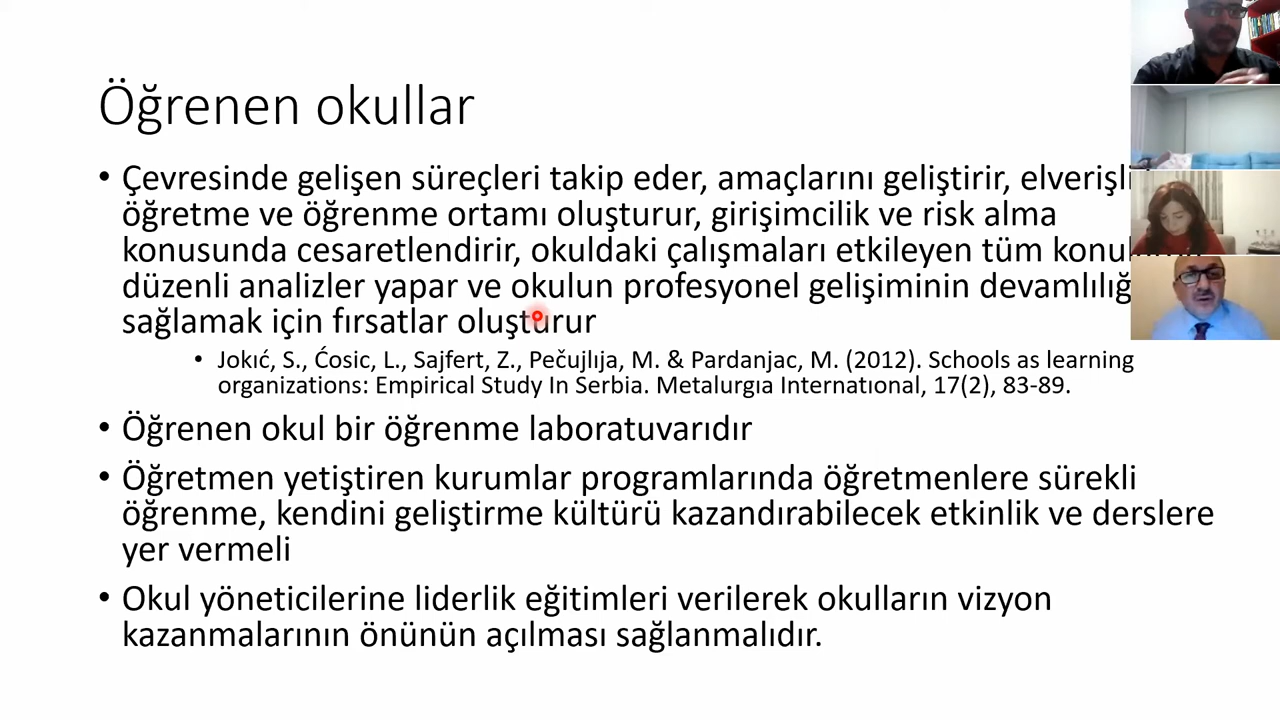 Öğrenen okullar
• Çevresinde gelişen süreçleri takip eder, amaçlarını geliştirir, elverişli
öğretme ve öğrenme ortamı oluşturur, girişimcilik ve risk alma
konusunda cesaretlendirir, okuldaki çalışmaları etkileyen tüm
düzenli analizler yapar ve okulun profesyonel gelişiminin
sağlamak için fırsatlar oluşturur
• Jokıć, S., Ćosic, L., Sajfert, Z., Pečujlıja, M. & Pardanjac, M. (2012). Schools as learning
organizations: Empirical Study In Serbia. Metalurgıa Internatıonal, 17(2), 83-89.
• Öğrenen okul bir öğrenme laboratuvarıdır
• Öğretmen yetiştiren kurumlar programlarında öğretmenlere sürekli
öğrenme, kendini geliştirme kültürü kazandırabilecek etkinlik ve derslere
yer vermeli
• Okul yöneticilerine liderlik eğitimleri verilerek okulların vizyon
kazanmalarının önünün açılması sağlanmalıdır.